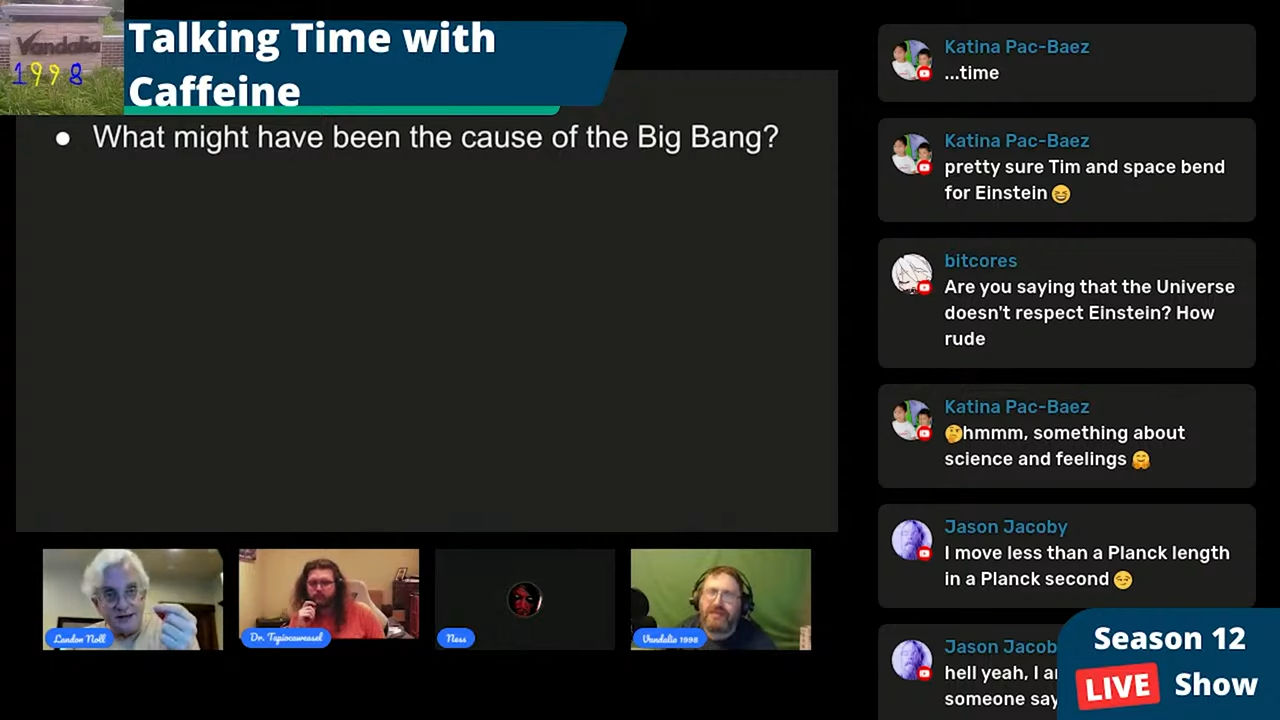 Vandalia
1998
Talking Time with
Caffeine
• What might have been the cause of the Big Bang?
Landon Noll
Dr. Tapiocaweasel
Ness
Vandalia 1998
Katina Pac-Baez
...time
Katina Pac-Baez
pretty sure Tim and space bend
for Einstein 😆
bitcores
Are you saying that the Universe
doesn't respect Einstein? How
rude
Katina Pac-Baez
🤔hmmm, something about
science and feelings 🤗
Jason Jacoby
I move less than a Planck length
in a Planck second 😏
Jason Jacob
hell yeah, I
someone say
Season 12
LIVE Show